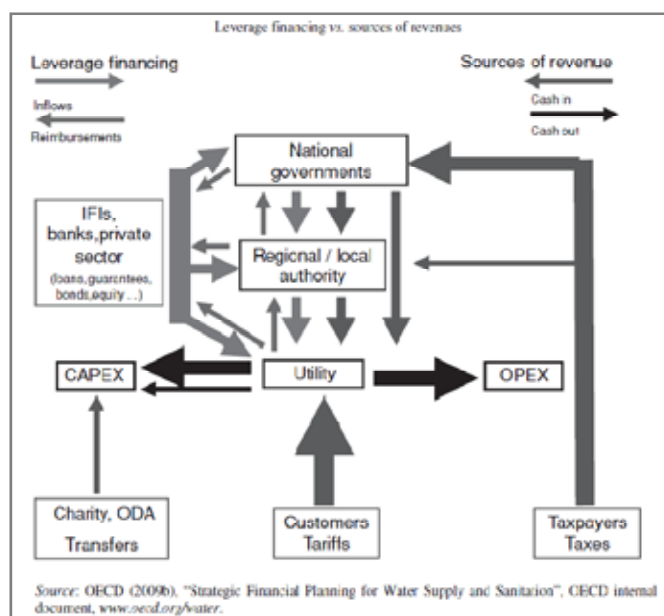 Leverage financing vs. sources of revenues
Leverage financing
Inflows
Reimbursements
Sources of revenue
Cash in
Cash out
National
governments
IFIs,
banks,private
sector
(loans,guarantees,
bonds,equity ...)
Regional / local
authority
CAPEX
Utility
OPEX
Charity, ODA
Transfers
Customers
Tariffs
Taxpayers
Taxes
Source: OECD (2009b), "Strategic Financial Planning for Water Supply and Sanitation", OECD internal
document, www.oecd.org/water.